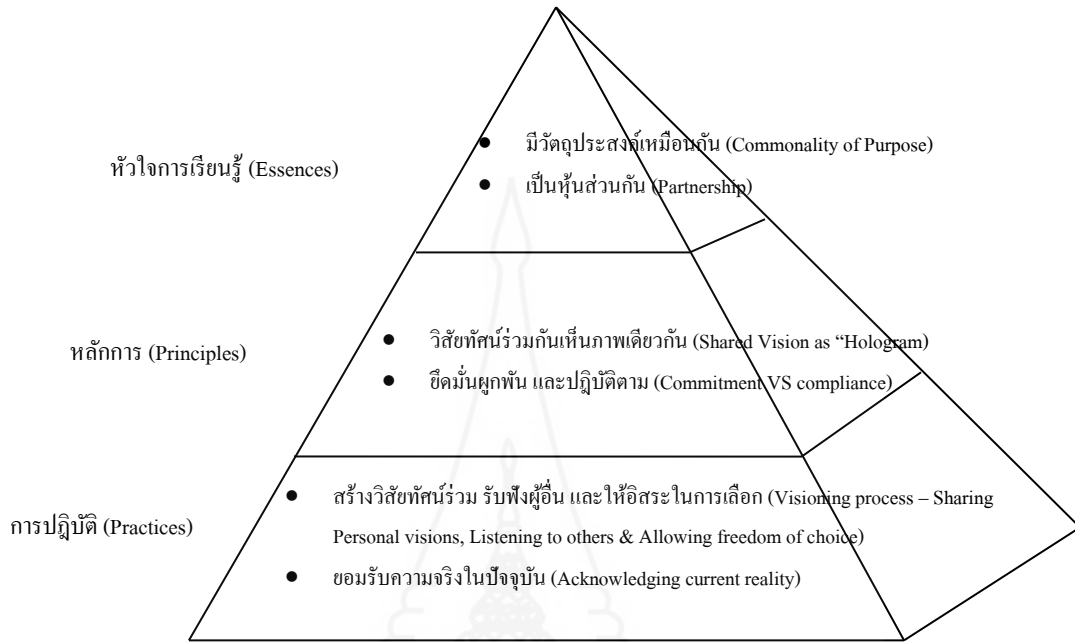 หัวใจการเรียนรู้ (Essences)
● มีวัตถุประสงค์เหมือนกัน (Commonality of Purpose)
● เป็นหุ้นส่วนกัน (Partnership)
หลักการ (Principles)
● วิสัยทัศน์ร่วมกันเห็นภาพเดียวกัน (Shared Vision as “Hologram)
● ยึดมั่นผูกพัน และปฎิบัติตาม (Commitment VS compliance)
การปฎิบัติ (Practices)
● สร้างวิสัยทัศน์ร่วม รับฟังผู้อื่น และให้อิสระในการเลือก (Visioning process – Sharing
Personal visions, Listening to others & Allowing freedom of choice)
● ยอมรับความจริงในปัจจุบัน (Acknowledging current reality)